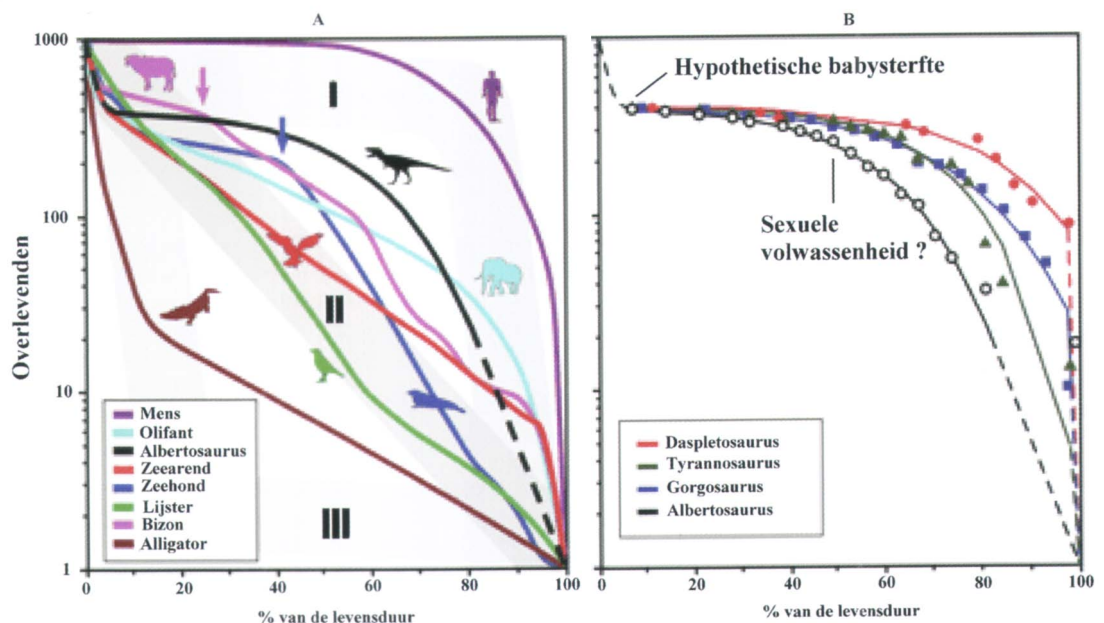 A
1000
100
10
1
Overlevenden
I
II
III
Mens
Olifant
Albertosaurus
Zeearend
Zeehond
Lijster
Bizon
Alligator
0 20 40 60 80 100
% van de levensduur
B
Hypothetische babysterfte
Sexuele
volwassenheid ?
Daspletosaurus
Tyrannosaurus
Gorgosaurus
Albertosaurus
0 20 40 60 80 100
% van de levensduur